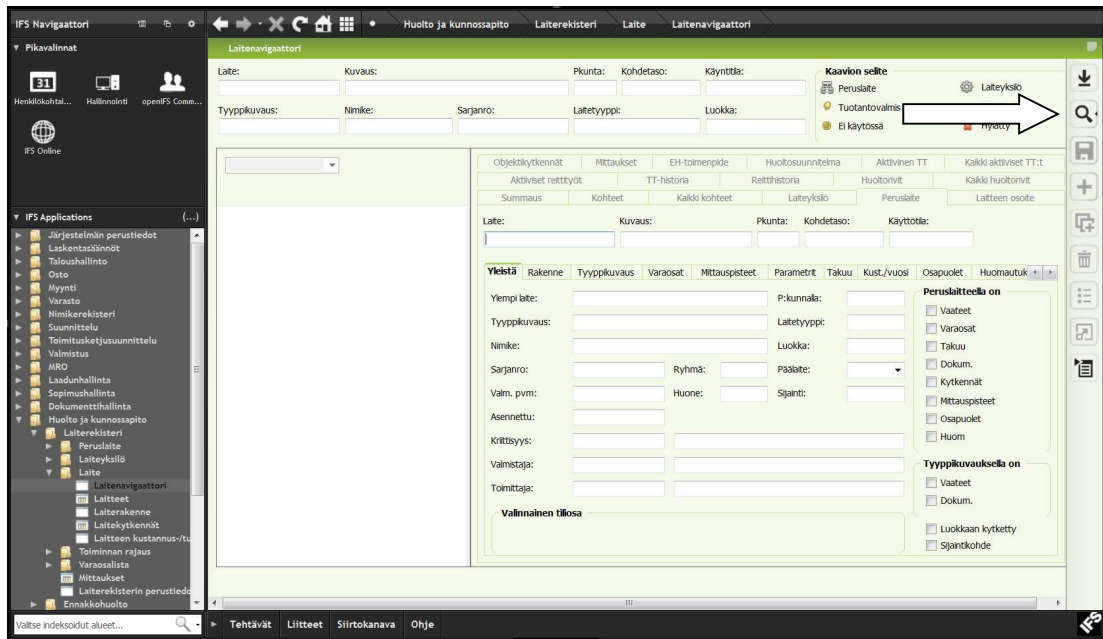 IFS Navigaattori
Huolto ja kunnossapito Laiterekisteri Laite Laitenavigaattori
Pikavalinnat
31
Henkilökohtai... Hallinnointi openIFS Comm...
IFS Online
IFS Applications (...)
Järjestelmän perustiedot
Laskentasäännöt
Taloushallinto
Osto
Myynti
Varasto
Nimikerekisteri
Suunnittelu
Toimitusketjusuunnittelu
Valmistus
MRO
Laadunhallinta
Sopimushallinta
Dokumenttihallinta
Huolto ja kunnossapito
Laiterekisteri
Peruslaite
Laiteyksilö
Laite
Laitenavigaattori
Laitteet
Laiterakenne
Laitekytkennät
Laitteen kustannus-/tu
Toiminnan rajaus
Varaosalista
Mittaukset
Laiterekisterin perustiedo
Ennakkohuolto
Valitse indeksoidut alueet...
Laitenavigaattori
Laite: Kuvaus: Pkunta: Kohdetaso: Käyntitila:
Tyyppikuvaus: Nimike: Sarjanro: Laitetyyppi: Luokka:
Kaavion selite
Peruslaite Laiteyksilö
Tuotantovalmis
Ei käytössä Hylätty
Objektikytkennät Mittaukset EH-toimenpide Huoltosuunnitelma Aktiivinen TT Kaikki aktiiviset TT:t
Aktiiviset reittityöt TT-historia Reittihistoria Huoltorivit Kaikki huoltorivit
Summaus Kohteet Kaikki kohteet Laiteyksilö Peruslaite Laitteen osoite
Laite: Kuvaus: Pkunta: Kohdetaso: Käyttötila:
Yleistä Rakenne Tyyppikuvaus Varaosat Mittauspisteet Parametrit Takuu Kust./vuosi Osapuolet Huomautuk
Ylempi laite: P:kunnalla:
Tyyppikuvaus: Laitetyyppi:
Nimike: Luokka:
Sarjanro: Ryhmä: Päälaite:
Valm. pvm: Huone: Sijainti:
Asennettu:
Kriittisyys:
Valmistaja:
Toimittaja:
Valinnainen tiliosa
Peruslaitteella on
Vaateet
Varaosat
Takuu
Dokum.
Kytkennät
Mittauspisteet
Osapuolet
Huom
Tyyppikuvauksella on
Vaateet
Dokum.
Luokkaan kytketty
Sijaintikohde
Tehtävät Liitteet Siirtokanava Ohje
IFS